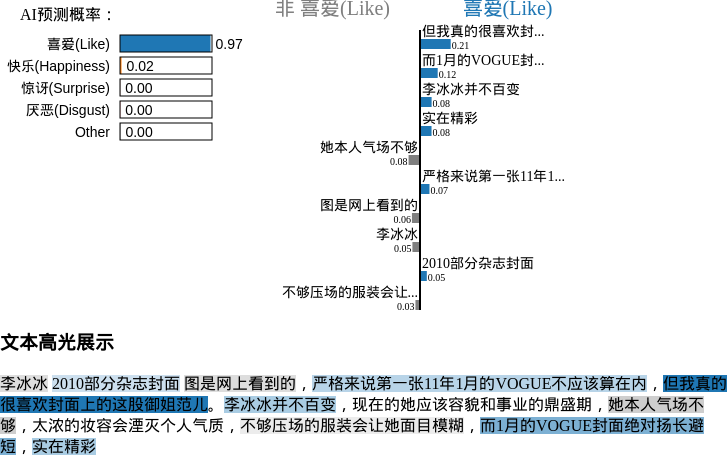 AI预测概率：
喜爱(Like) 0.97
快乐(Happiness) 0.02
惊讶(Surprise) 0.00
厌恶(Disgust) 0.00
Other 0.00
非 喜爱(Like) 喜爱(Like)
但我真的很喜欢封...
0.21
而1月的VOGUE封...
0.12
李冰冰并不百变
0.08
实在精彩
0.08
她本人气场不够
0.08
严格来说第一张11年1...
0.07
图是网上看到的
0.06
李冰冰
0.05
2010部分杂志封面
0.05
不够压场的服装会让...
0.03
文本高光展示
李冰冰 2010部分杂志封面 图是网上看到的，严格来说第一张11年1月的VOGUE不应该算在内，但我真的
很喜欢封面上的这股御姐范儿。李冰冰并不百变，现在的她应该容貌和事业的鼎盛期，她本人气场不
够，太浓的妆容会湮灭个人气质，不够压场的服装会让她面目模糊，而1月的VOGUE封面绝对扬长避
短，实在精彩